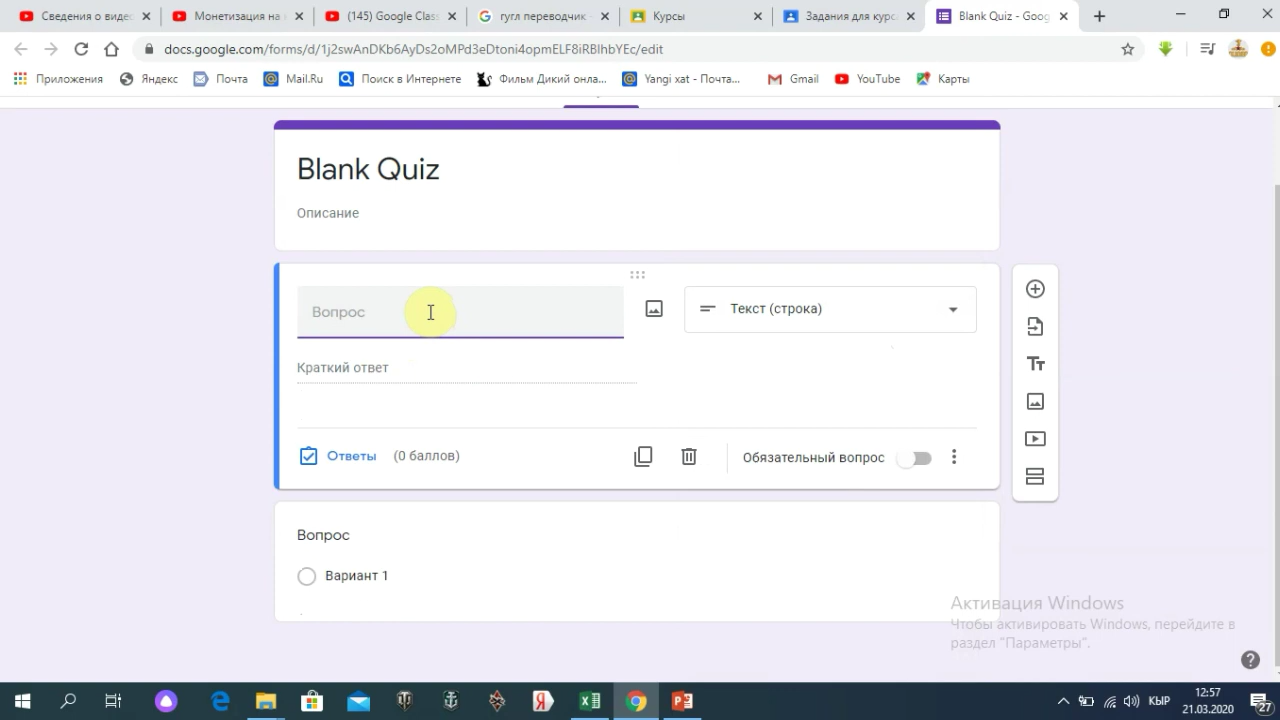 Сведения о видес
Монетизация на к
(145) Google Class
гугл переводчик -
Курсы
Задания для курса
Blank Quiz - Goog
docs.google.com/forms/d/1j2swAnDKb6AyDs2oMPd3eDtoni4opmELF8iRBIhbYEc/edit
Приложения
Яндекс
Почта
Mail.Ru
Поиск в Интернете
Фильм Дикий онла...
Yangi xat - Почта...
Gmail
YouTube
Карты
Blank Quiz
Описание
Вопрос
Текст (строка)
Краткий ответ
Ответы (0 баллов)
Обязательный вопрос
Вопрос
Вариант 1
Активация Windows
Чтобы активировать Windows, перейдите в
раздел "Параметры".
КЫР
12:57
21.03.2020
27